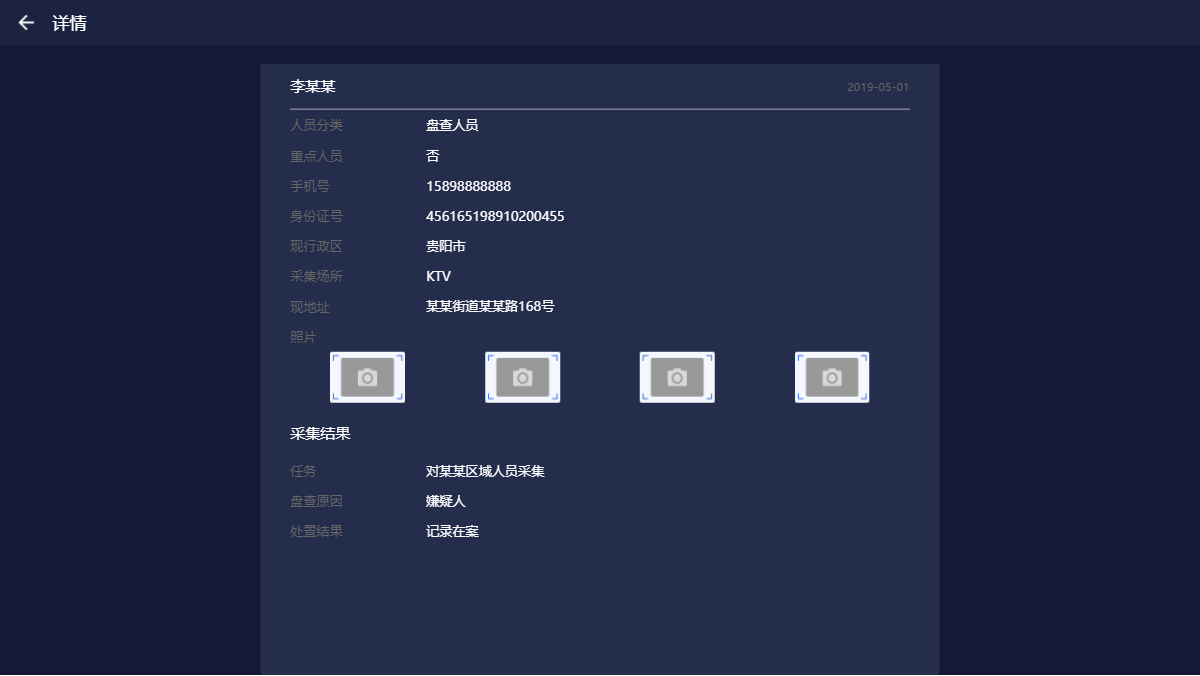 详情
李某某 2019-05-01
人员分类 盘查人员
重点人员 否
手机号 15898888888
身份证号 456165198910200455
现行政区 贵阳市
采集场所 KTV
现地址 某某街道某某路168号
照片
采集结果
任务 对某某区域人员采集
盘查原因 嫌疑人
处置结果 记录在案